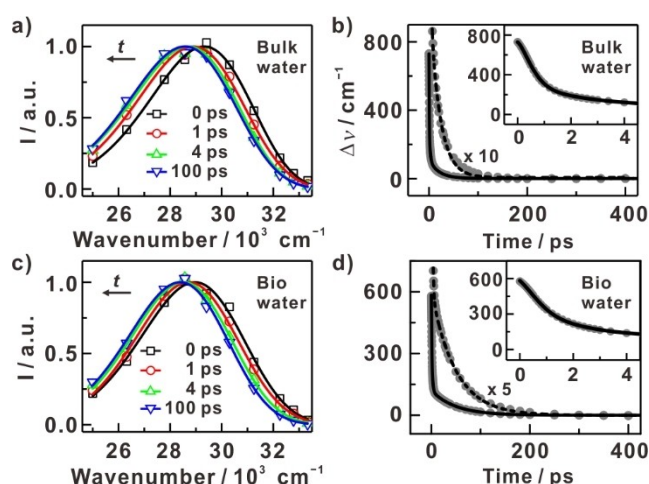 a)
I / a.u.
1.0
0.5
0.0
t
Bulk
water
0 ps
1 ps
4 ps
100 ps
26 28 30 32
Wavenumber / 10³ cm⁻¹
b)
Δν / cm⁻¹
800
600
400
200
0
x 10
0 200 400
Time / ps
Bulk
water
800
400
0
0 2 4
c)
I / a.u.
1.0
0.5
0.0
t
Bio
water
0 ps
1 ps
4 ps
100 ps
26 28 30 32
Wavenumber / 10³ cm⁻¹
d)
600
300
0
x 5
0 200 400
Time / ps
Bio
water
600
300
0
0 2 4